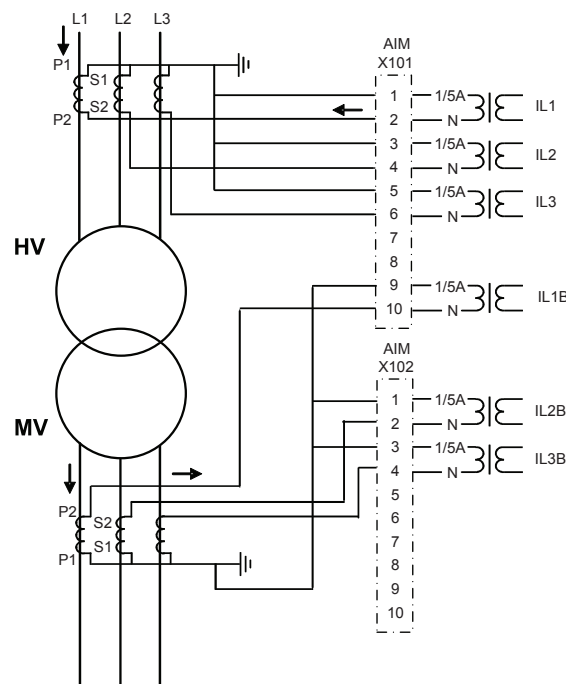 L1 L2 L3
AIM
X101
P1
S1
S2
P2
1 1/5A
2 N
IL1
3 1/5A
4 N
IL2
5 1/5A
6 N
IL3
7
8
HV
9 1/5A
10 N
IL1B
AIM
X102
1 1/5A
2 N
IL2B
MV
3 1/5A
4 N
IL3B
5
6
7
8
9
10
P2
S2
S1
P1